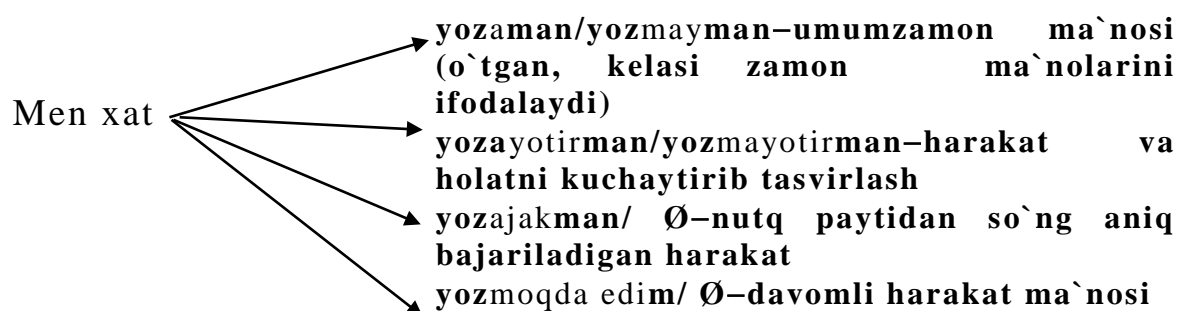 yozaman/yozmayman–umumzamon ma`nosi
(o`tgan, kelasi zamon ma`nolarini
ifodalaydi)
Men xat
yozayotirman/yozmayotirman–harakat va
holatni kuchaytirib tasvirlash
yozajakman/ Ø–nutq paytidan so`ng aniq
bajariladigan harakat
yozmoqda edim/ Ø–davomli harakat ma`nosi